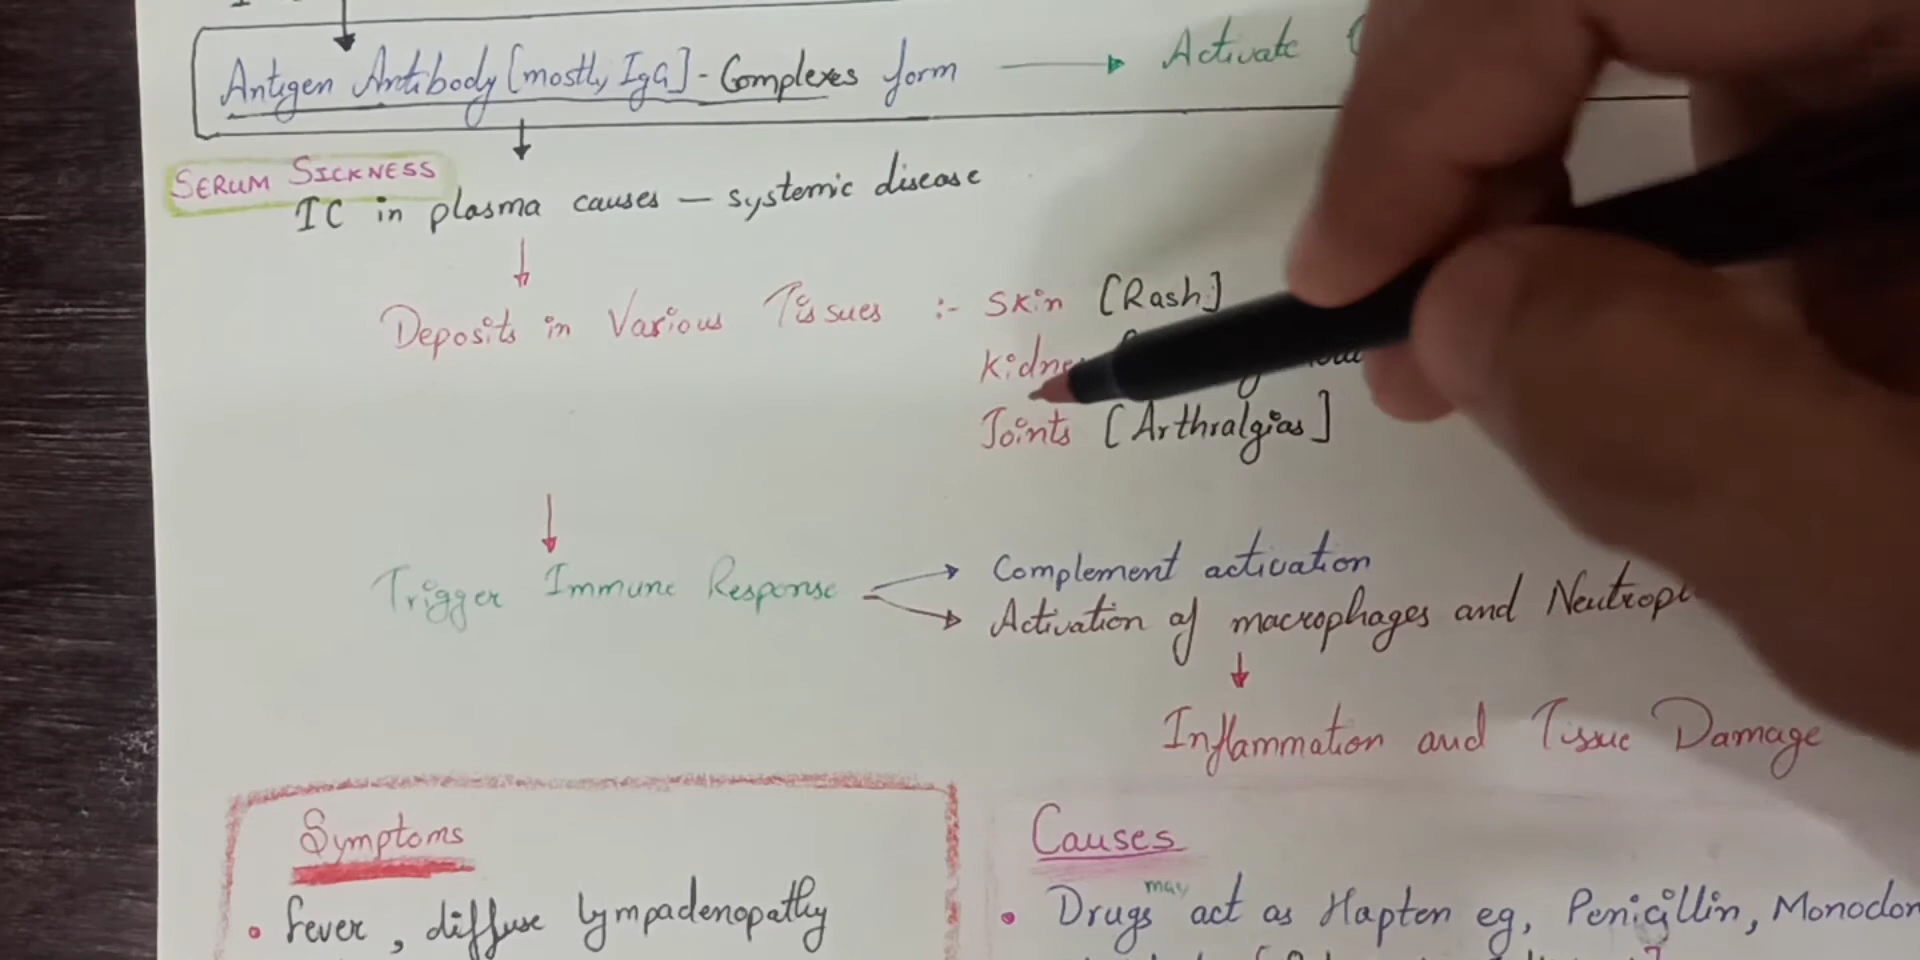 Antigen Antibody [mostly IgG] - Complexes form → Activate
SERUM SICKNESS
IC in plasma causes — systemic disease
Deposits in Various Tissues :- Skin [Rash]
Joints [Arthralgias]
Trigger Immune Response
Complement activation
Activation of macrophages and
Inflammation and Tissue Damage
Symptoms
• fever, diffuse lympadenopathy
Causes
• Drugs may act as Hapten eg, Penicillin,